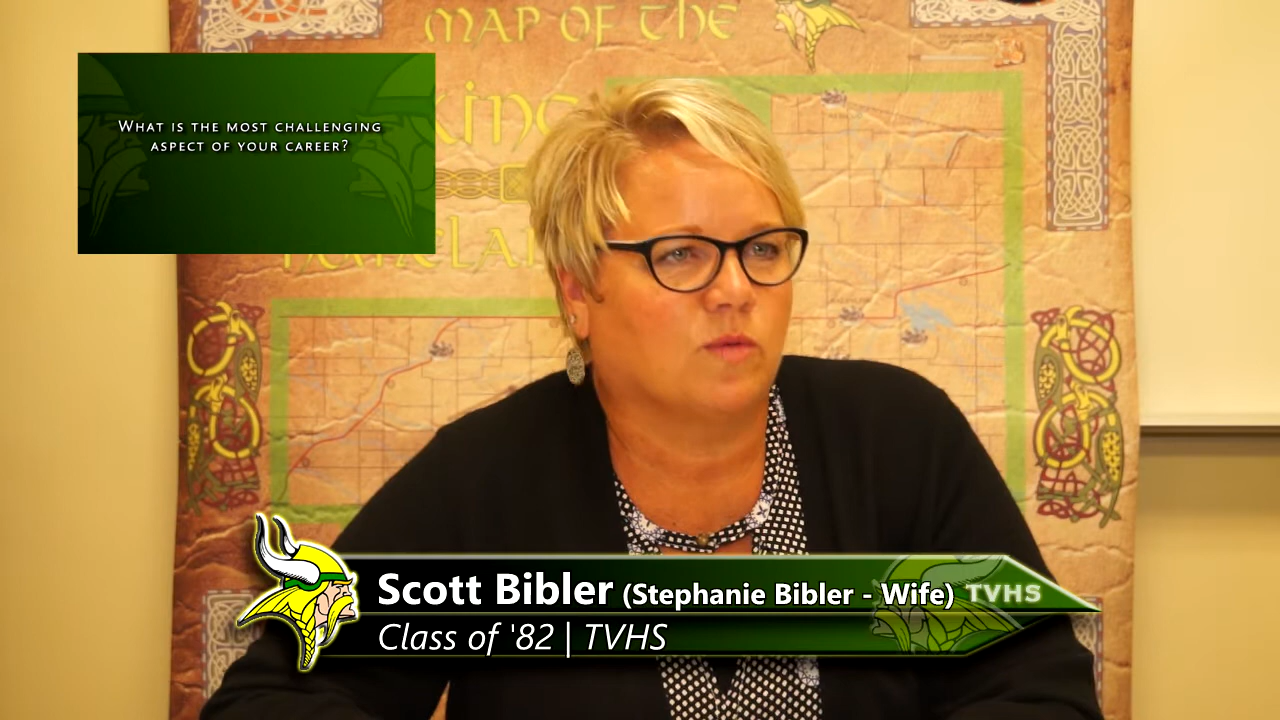 MAP OF THE
WHAT IS THE MOST CHALLENGING
ASPECT OF YOUR CAREER?
Scott Bibler (Stephanie Bibler - Wife) TVHS
Class of '82 | TVHS